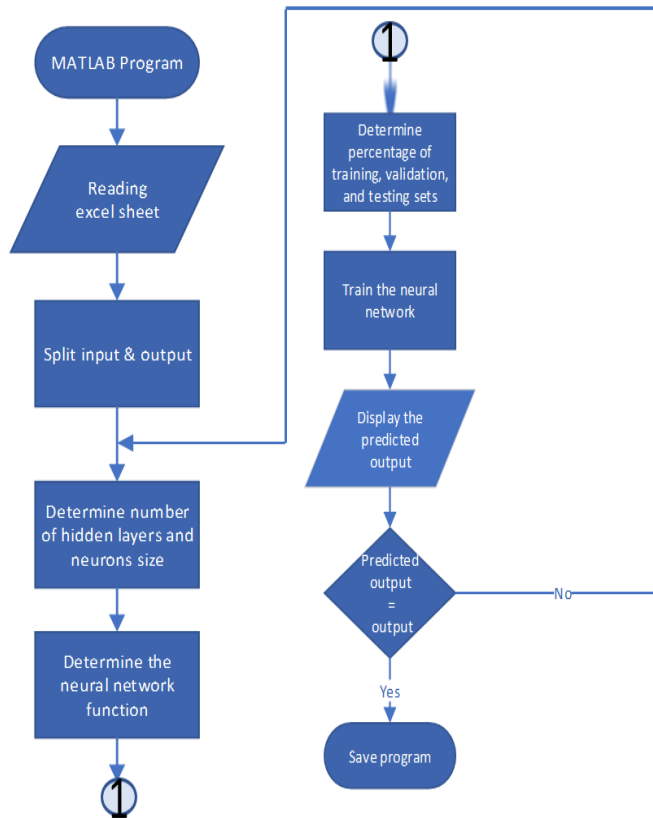 MATLAB Program
Reading
excel sheet
Split input & output
Determine number
of hidden layers and
neurons size
Determine the
neural network
function
1
1
Determine
percentage of
training, validation,
and testing sets
Train the neural
network
Display the
predicted
output
Predicted
output
=
output
No
Yes
Save program